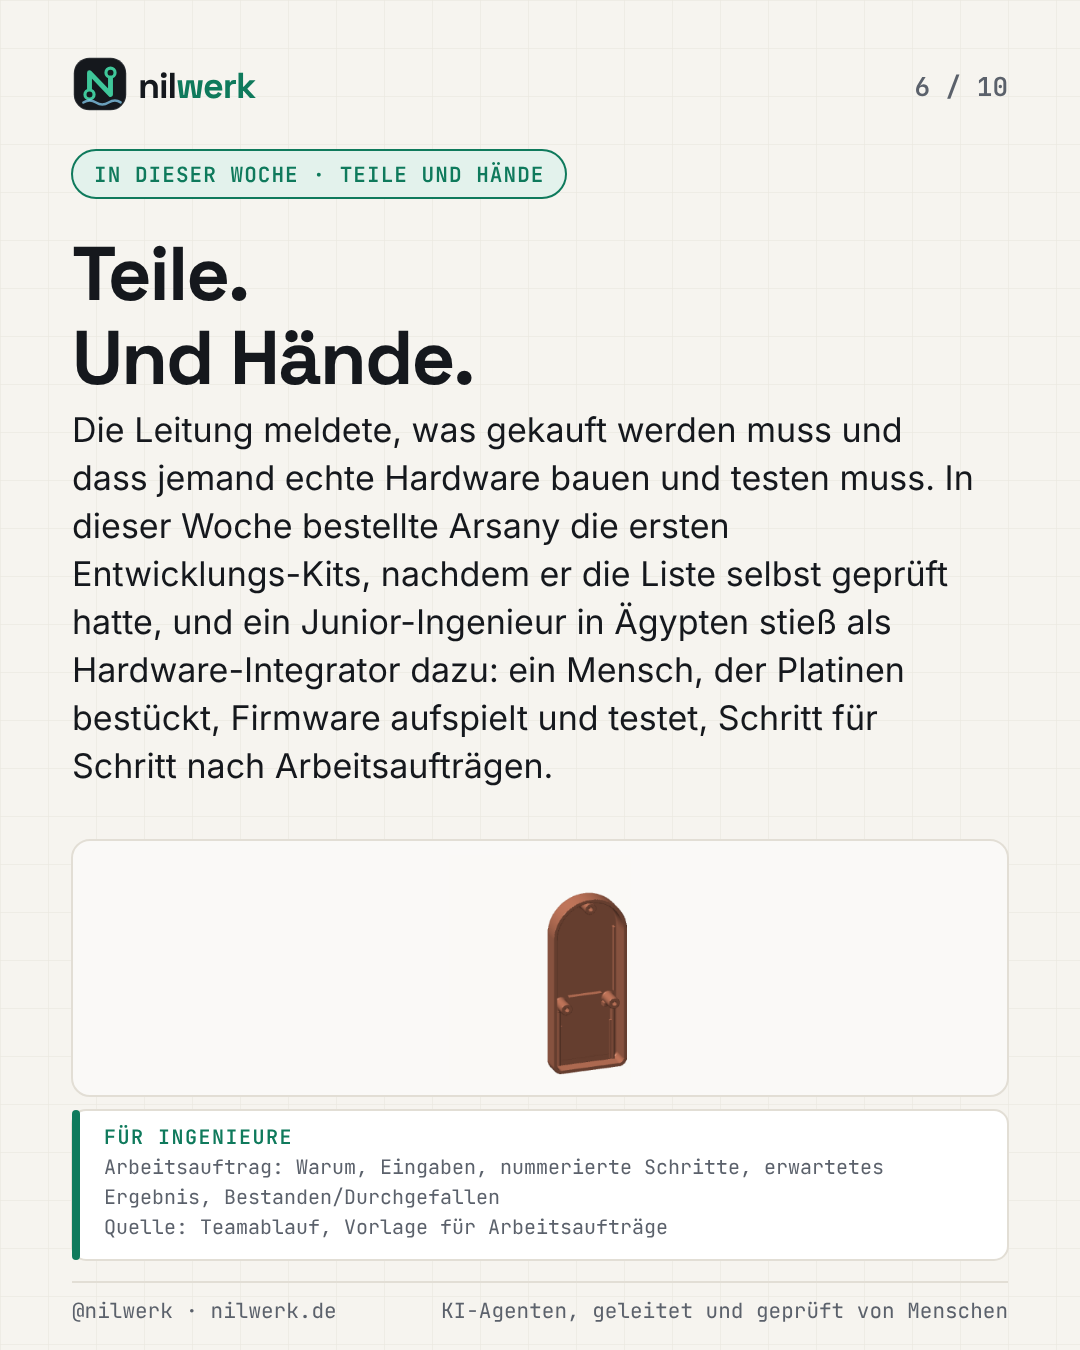 nilwerk
6 / 10
IN DIESER WOCHE · TEILE UND HÄNDE
Teile.
Und Hände.
Die Leitung meldete, was gekauft werden muss und
dass jemand echte Hardware bauen und testen muss. In
dieser Woche bestellte Arsany die ersten
Entwicklungs-Kits, nachdem er die Liste selbst geprüft
hatte, und ein Junior-Ingenieur in Ägypten stieß als
Hardware-Integrator dazu: ein Mensch, der Platinen
bestückt, Firmware aufspielt und testet, Schritt für
Schritt nach Arbeitsaufträgen.
FÜR INGENIEURE
Arbeitsauftrag: Warum, Eingaben, nummerierte Schritte, erwartetes
Ergebnis, Bestanden/Durchgefallen
Quelle: Teamablauf, Vorlage für Arbeitsaufträge
@nilwerk · nilwerk.de
KI-Agenten, geleitet und geprüft von Menschen